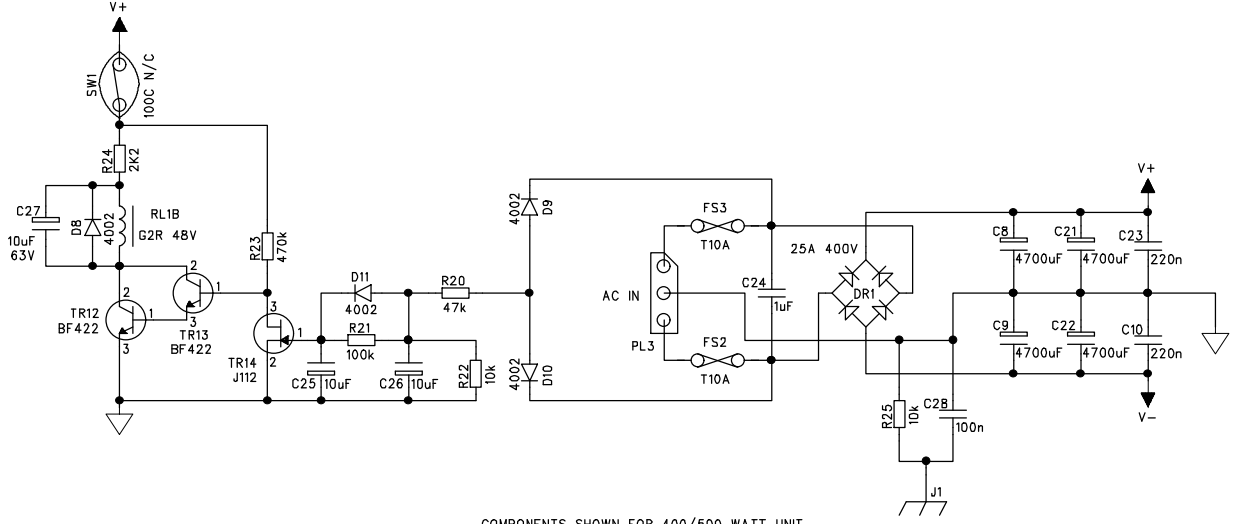 V+
SW1
100C N/C
R24
2K2
C27
10uF
63V
D8
4002
RL1B
G2R 48V
R23
470k
2
1
3
TR13
BF422
2
1
3
TR12
BF422
3
1
2
TR14
J112
D11
4002
R21
100k
R20
47k
C25
10uF
C26
10uF
R22
10k
4002
D9
4002
D10
FS3
T10A
AC IN
PL3
FS2
T10A
C24
1uF
25A 400V
DR1
R25
10k
C28
100n
J1
V+
C8
4700uF
C21
4700uF
C23
220n
C9
4700uF
C22
4700uF
C10
220n
V-
COMPONENTS SHOWN FOR 400/500 WATT UNIT